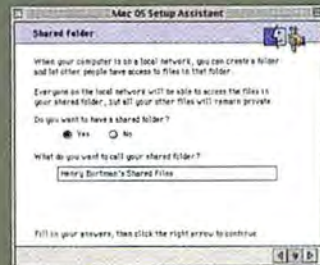 Mac OS Setup Assistant
Shared folder
When your computer is on a local network, you can create a folder
and let other people have access to files in that folder.
Everyone on the local network will be able to access the files in
your shared folder, but all your other files will remain private
Do you want to have a shared folder?
Yes No
What do you want to call your shared folder?
Henry Bortman's Shared Files
Fill in your answers, then click the right arrow to continue
9